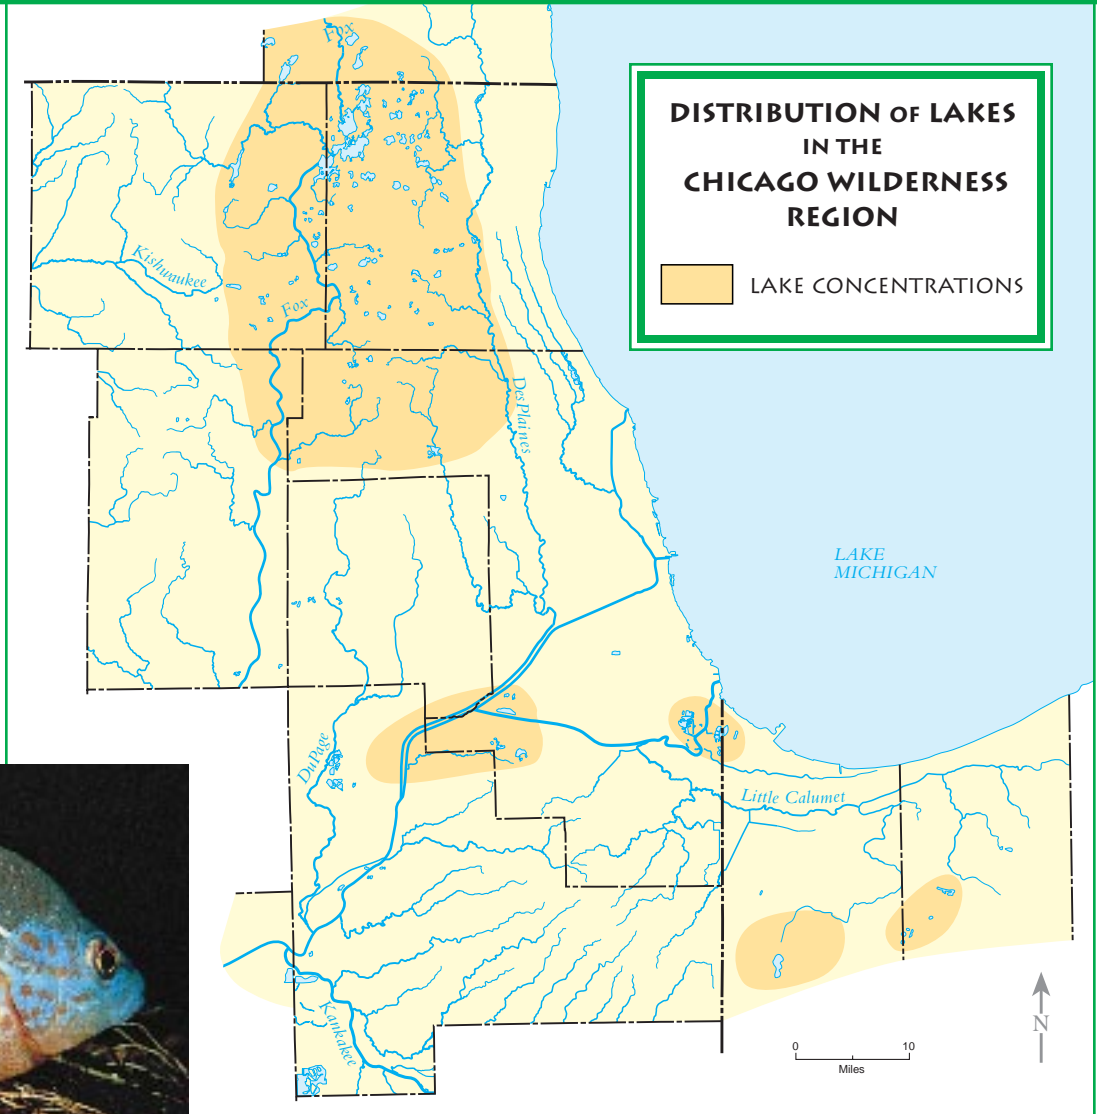 Fox
DISTRIBUTION OF LAKES
IN THE
CHICAGO WILDERNESS
REGION
LAKE CONCENTRATIONS
Kishwaukee
Fox
Des Plaines
LAKE
MICHIGAN
DuPage
Little Calumet
Kankakee
N
0 10
Miles